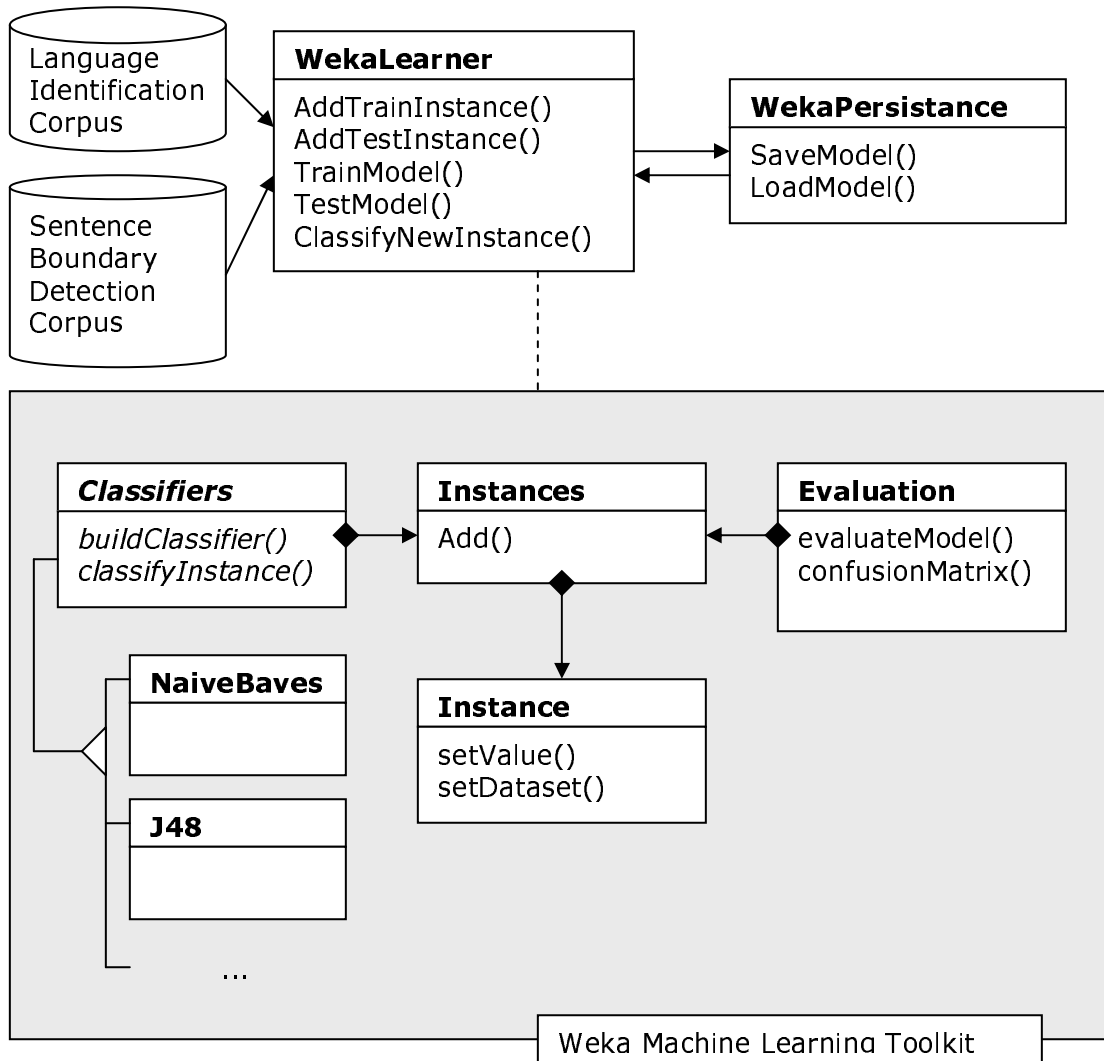 Language
Identification
Corpus
Sentence
Boundary
Detection
Corpus
WekaLearner
AddTrainInstance()
AddTestInstance()
TrainModel()
TestModel()
ClassifyNewInstance()
WekaPersistance
SaveModel()
LoadModel()
Classifiers
buildClassifier()
classifyInstance()
Instances
Add()
Evaluation
evaluateModel()
confusionMatrix()
NaiveBaves
Instance
setValue()
setDataset()
J48
...
Weka Machine Learning Toolkit